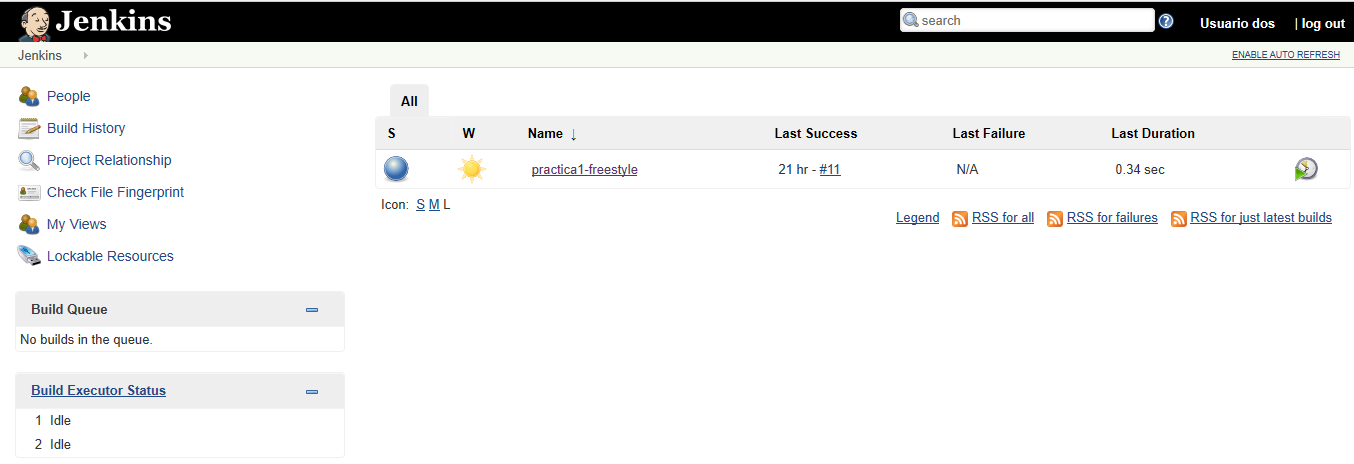 Jenkins
search
Usuario dos | log out
Jenkins
ENABLE AUTO REFRESH
People
Build History
Project Relationship
Check File Fingerprint
My Views
Lockable Resources
Build Queue
No builds in the queue.
Build Executor Status
1 Idle
2 Idle
All
S W Name ↓ Last Success Last Failure Last Duration
practica1-freestyle 21 hr - #11 N/A 0.34 sec
Icon: S M L
Legend RSS for all RSS for failures RSS for just latest builds